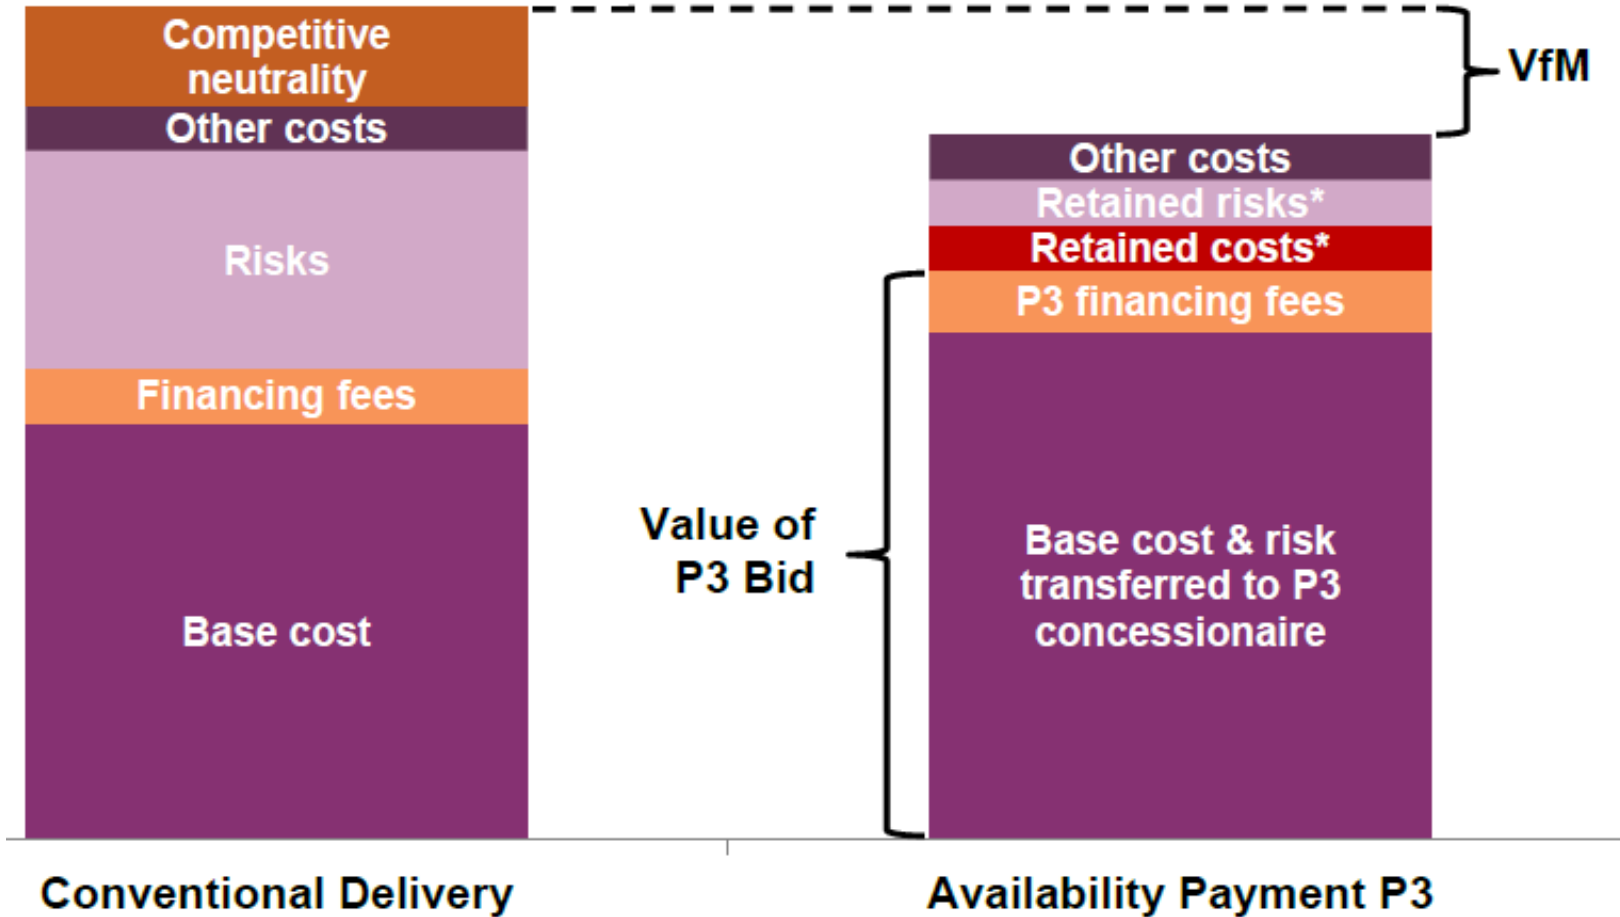 Competitive
neutrality
Other costs
Risks
Financing fees
Base cost
Conventional Delivery
VfM
Other costs
Retained risks*
Retained costs*
P3 financing fees
Value of
P3 Bid
Base cost & risk
transferred to P3
concessionaire
Availability Payment P3